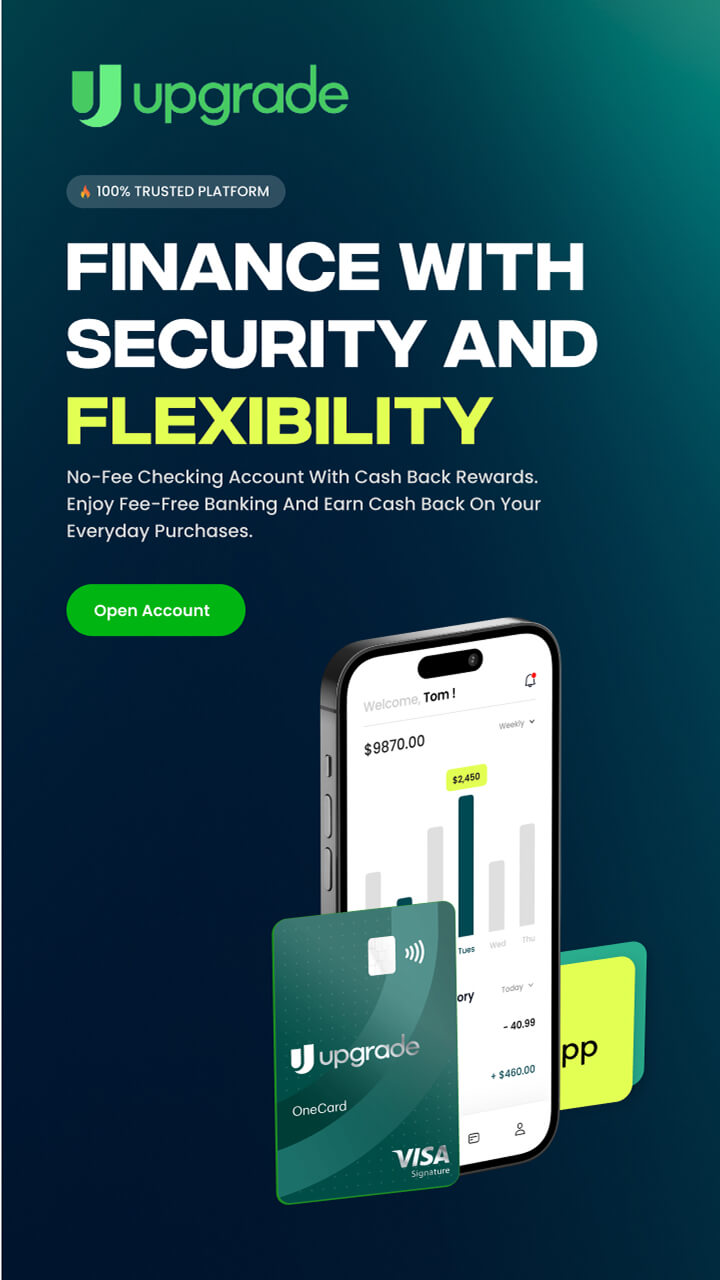 upgrade
🔥 100% TRUSTED PLATFORM
FINANCE WITH
SECURITY AND
FLEXIBILITY
No-Fee Checking Account With Cash Back Rewards.
Enjoy Fee-Free Banking And Earn Cash Back On Your
Everyday Purchases.
Open Account
Welcome, Tom !
$9870.00
Weekly
$2,450
Tues Wed Thu
ory
Today
- 40.99
+ $460.00
pp
upgrade
OneCard
VISA
Signature